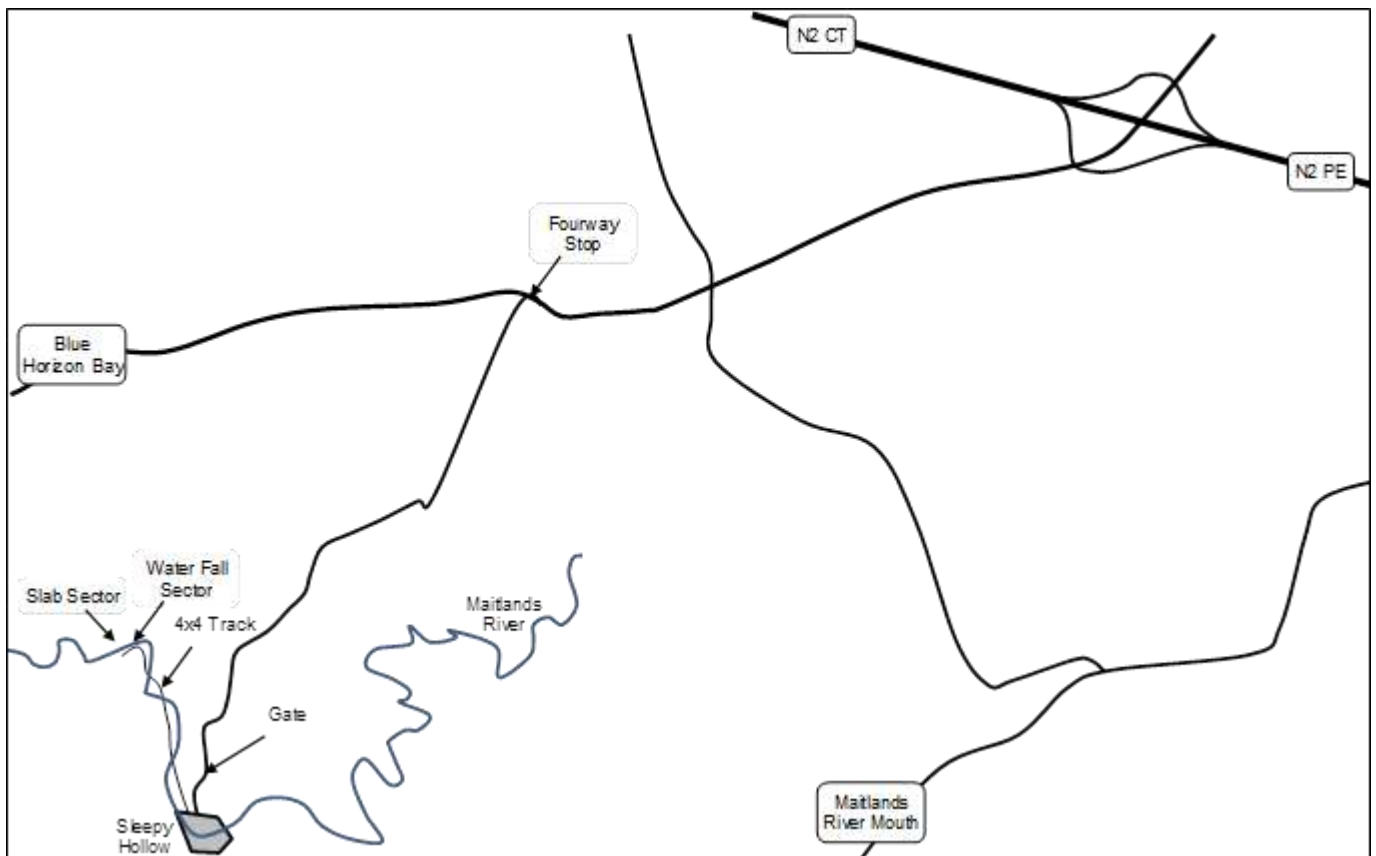 N2 CT
N2 PE
Fourway
Stop
Blue
Horizon Bay
Water Fall
Sector
Slab Sector
4x4 Track
Maitlands
River
Gate
Maitlands
River Mouth
Sleepy
Hollow